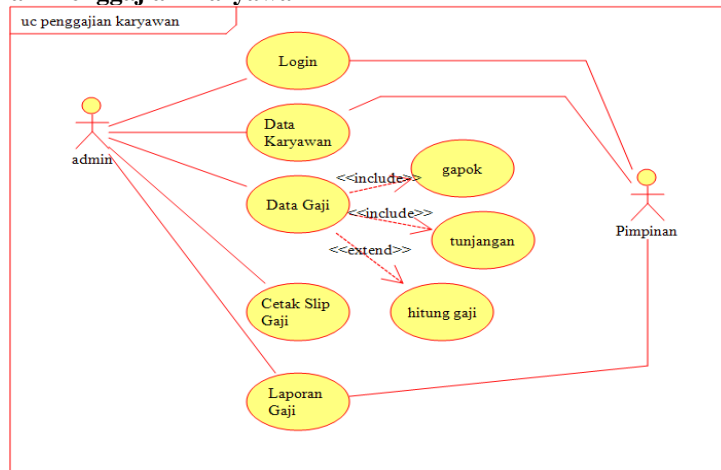 uc penggajian karyawan
Login
admin
Data
Karyawan
<<include>>
gapok
Data Gaji
<<include>>
tunjangan
Pimpinan
<<extend>>
Cetak Slip
Gaji
hitung gaji
Laporan
Gaji